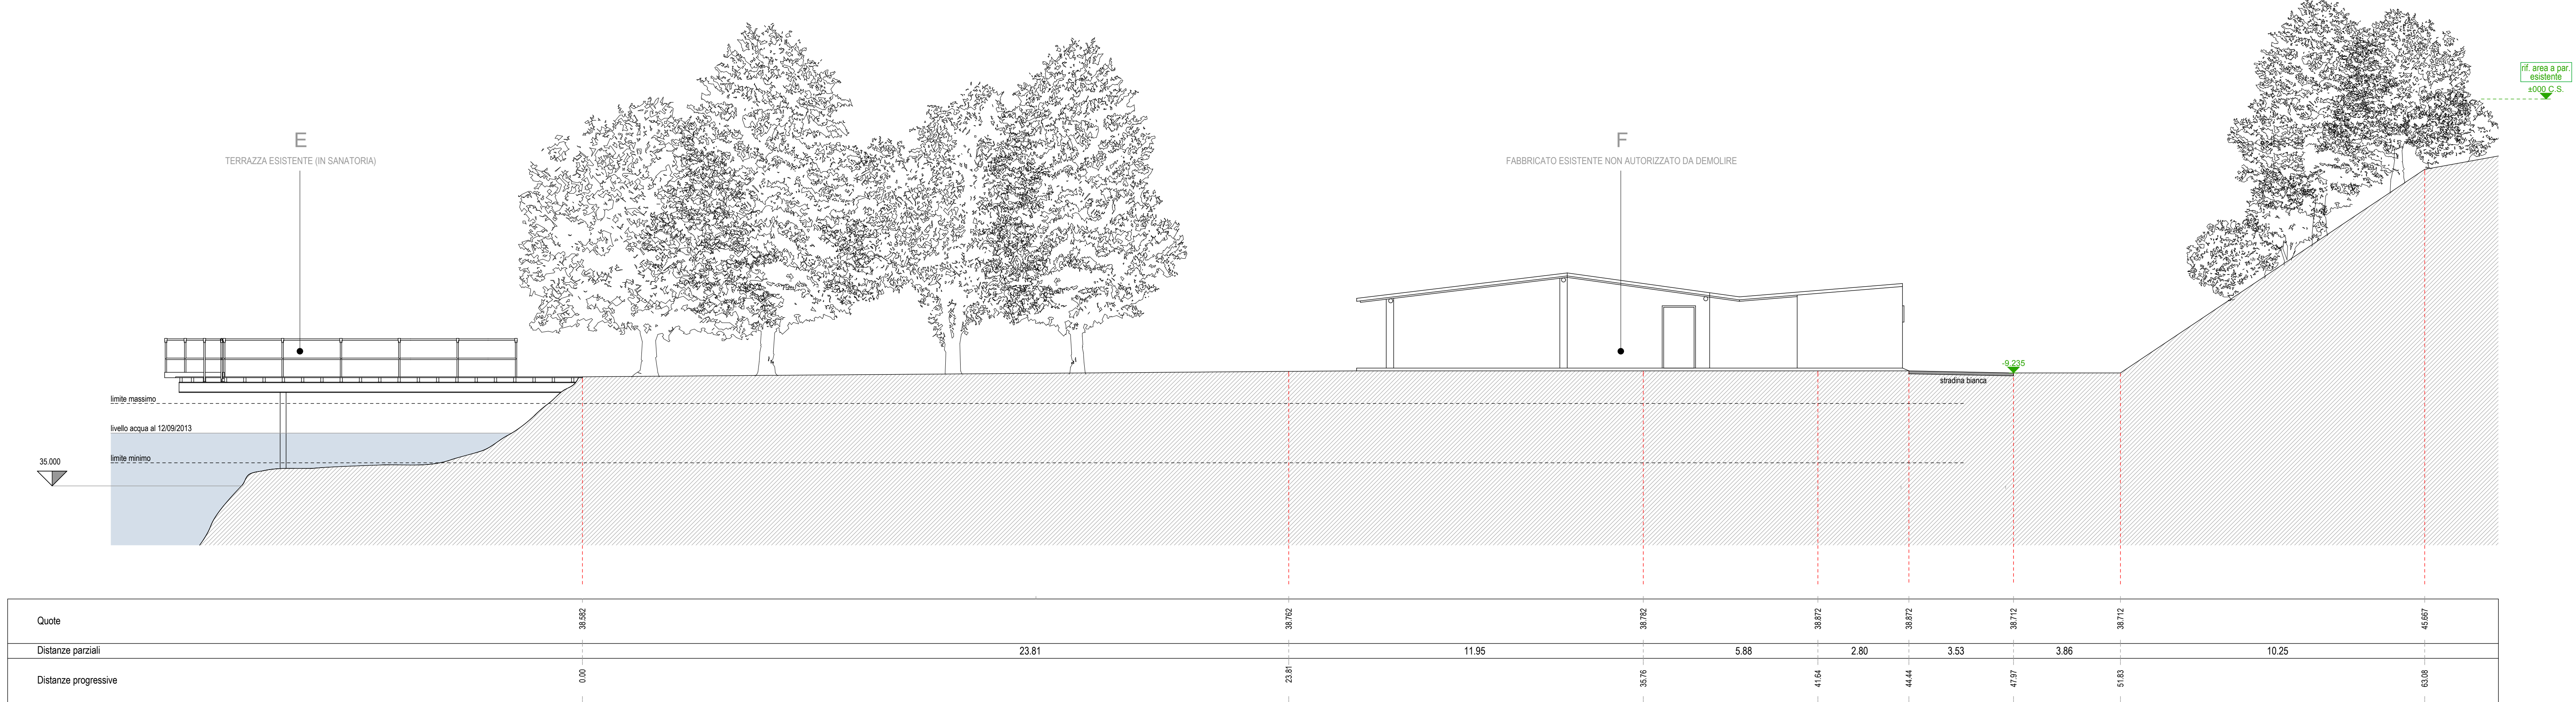 rif. area a par.
esistente
±000 C.S.
E
TERRAZZA ESISTENTE (IN SANATORIA)
F
FABBRICATO ESISTENTE NON AUTORIZZATO DA DEMOLIRE
-9.235
stradina bianca
limite massimo
livello acqua al 12/09/2013
limite minimo
35.000
Quote 38.582 38.762 38.782 38.872 38.872 38.712 38.712 45.667
Distanze parziali 23.81 11.95 5.88 2.80 3.53 3.86 10.25
Distanze progressive 0.00 23.81 35.76 41.64 44.44 47.97 51.83 63.08